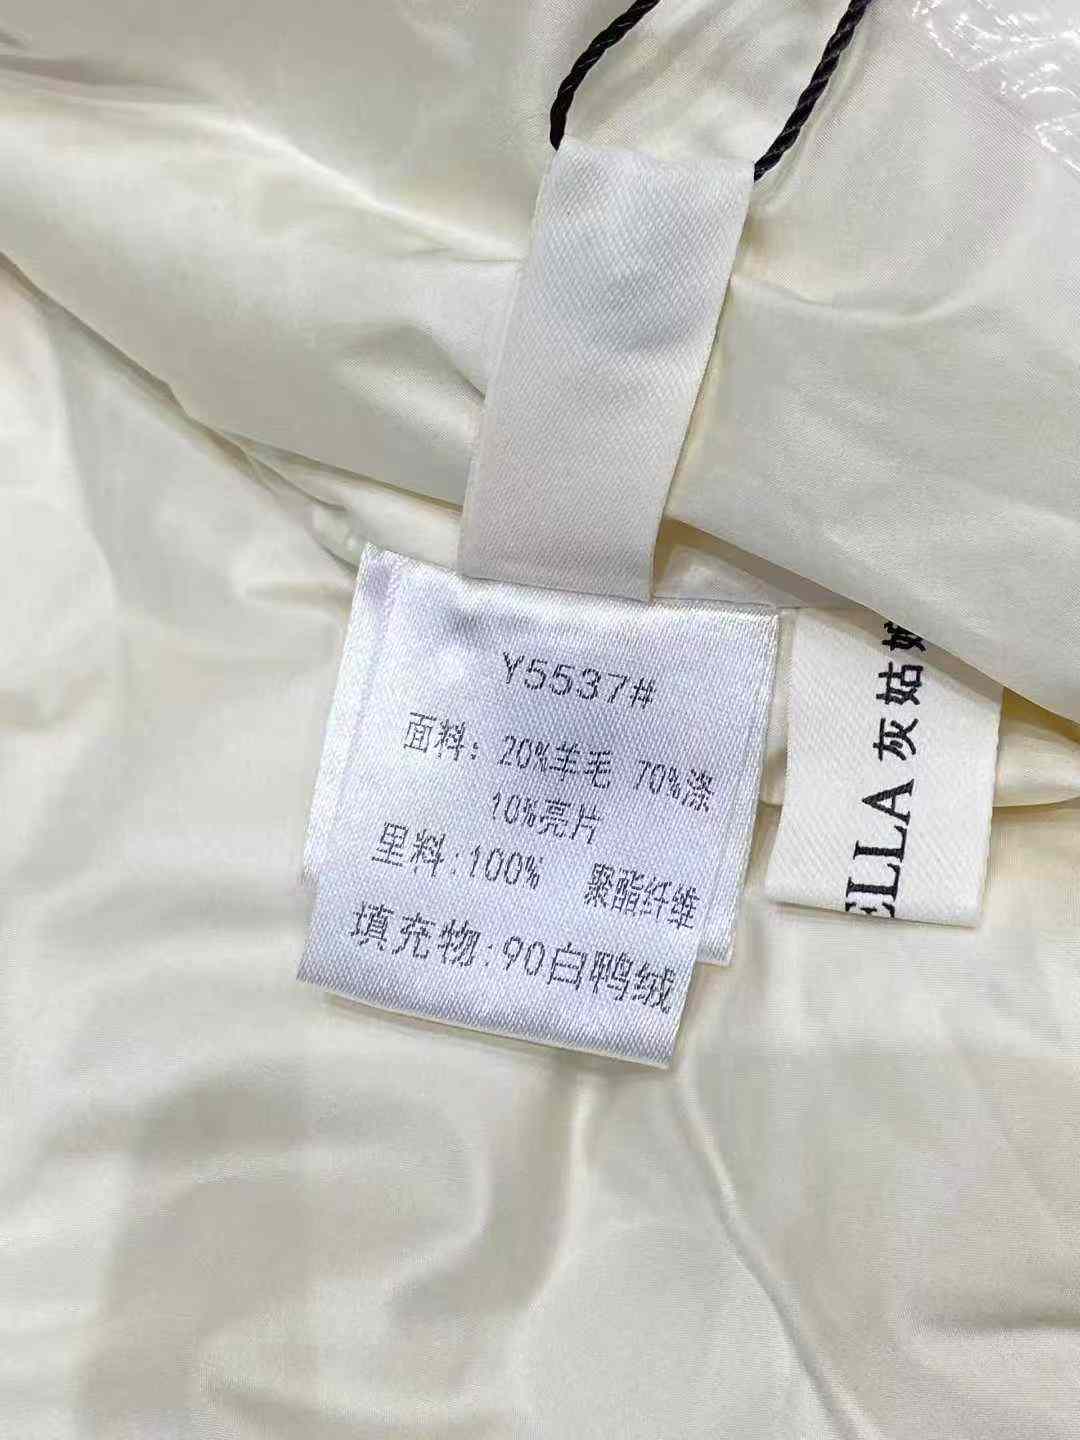 Y5537#
面料：20%羊毛 70%涤
10%亮片
里料:100% 聚酯纤维
填充物:90白鸭绒
ELLA 灰姑